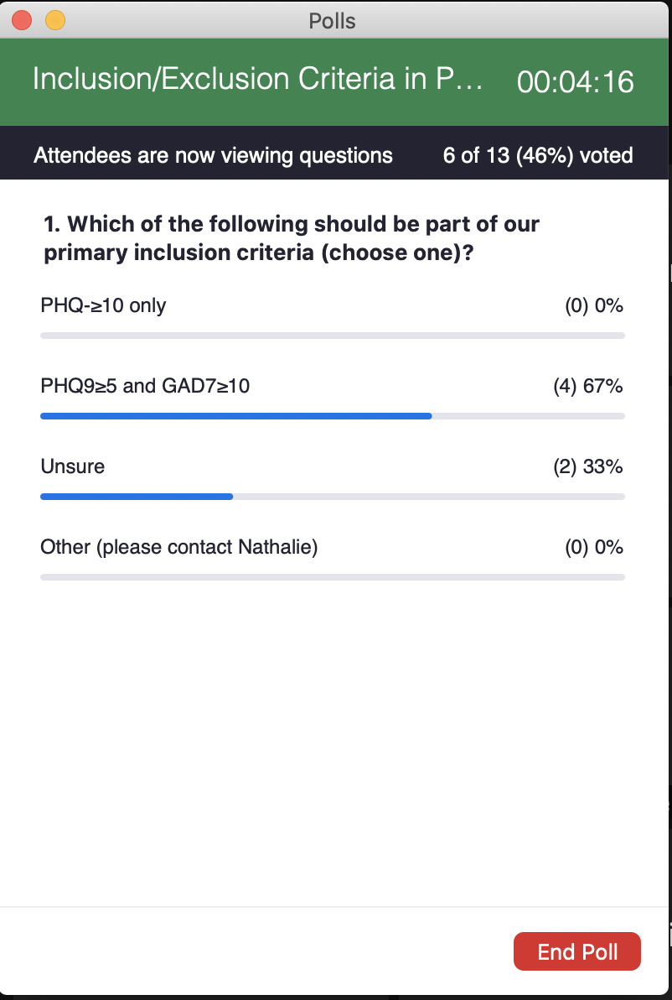 Polls
Inclusion/Exclusion Criteria in P... 00:04:16
Attendees are now viewing questions 6 of 13 (46%) voted
1. Which of the following should be part of our
primary inclusion criteria (choose one)?
PHQ-≥10 only (0) 0%
PHQ9≥5 and GAD7≥10 (4) 67%
Unsure (2) 33%
Other (please contact Nathalie) (0) 0%
End Poll